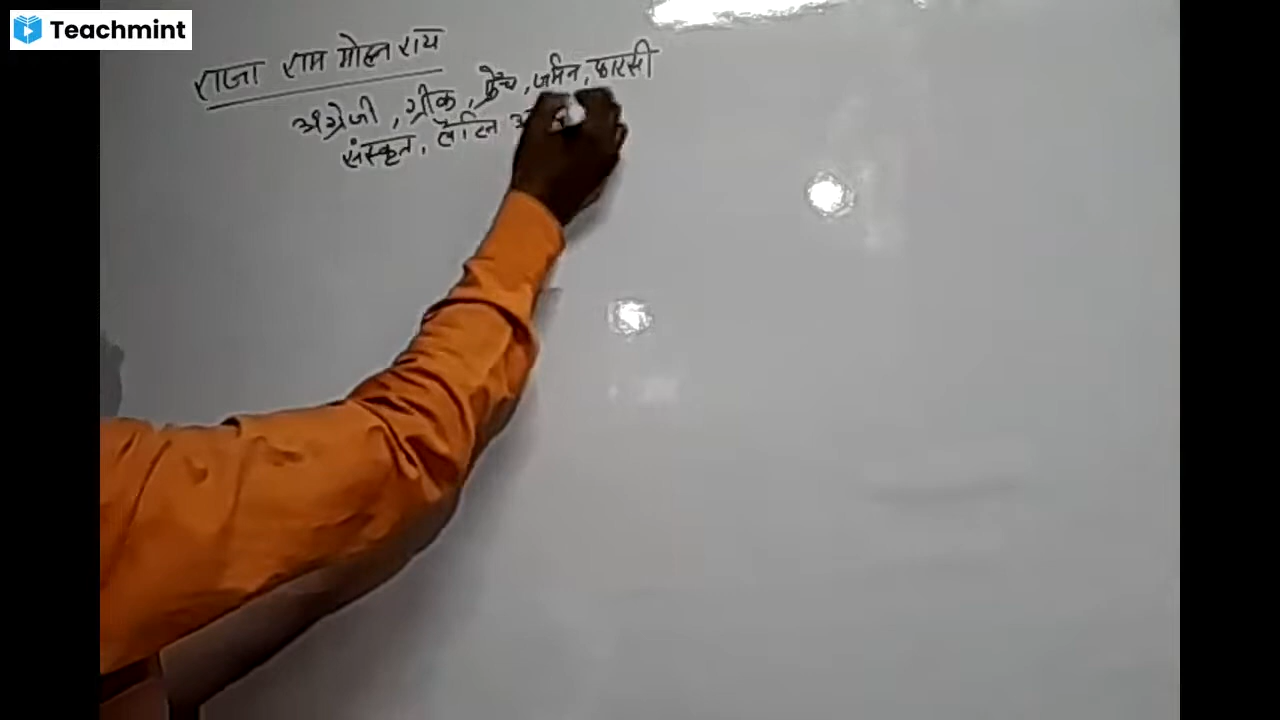 Teachmint
राजा राम मोहन राय
अंग्रेजी, ग्रीक, फ्रेंच, जर्मन, फारसी
संस्कृत, लैटिन